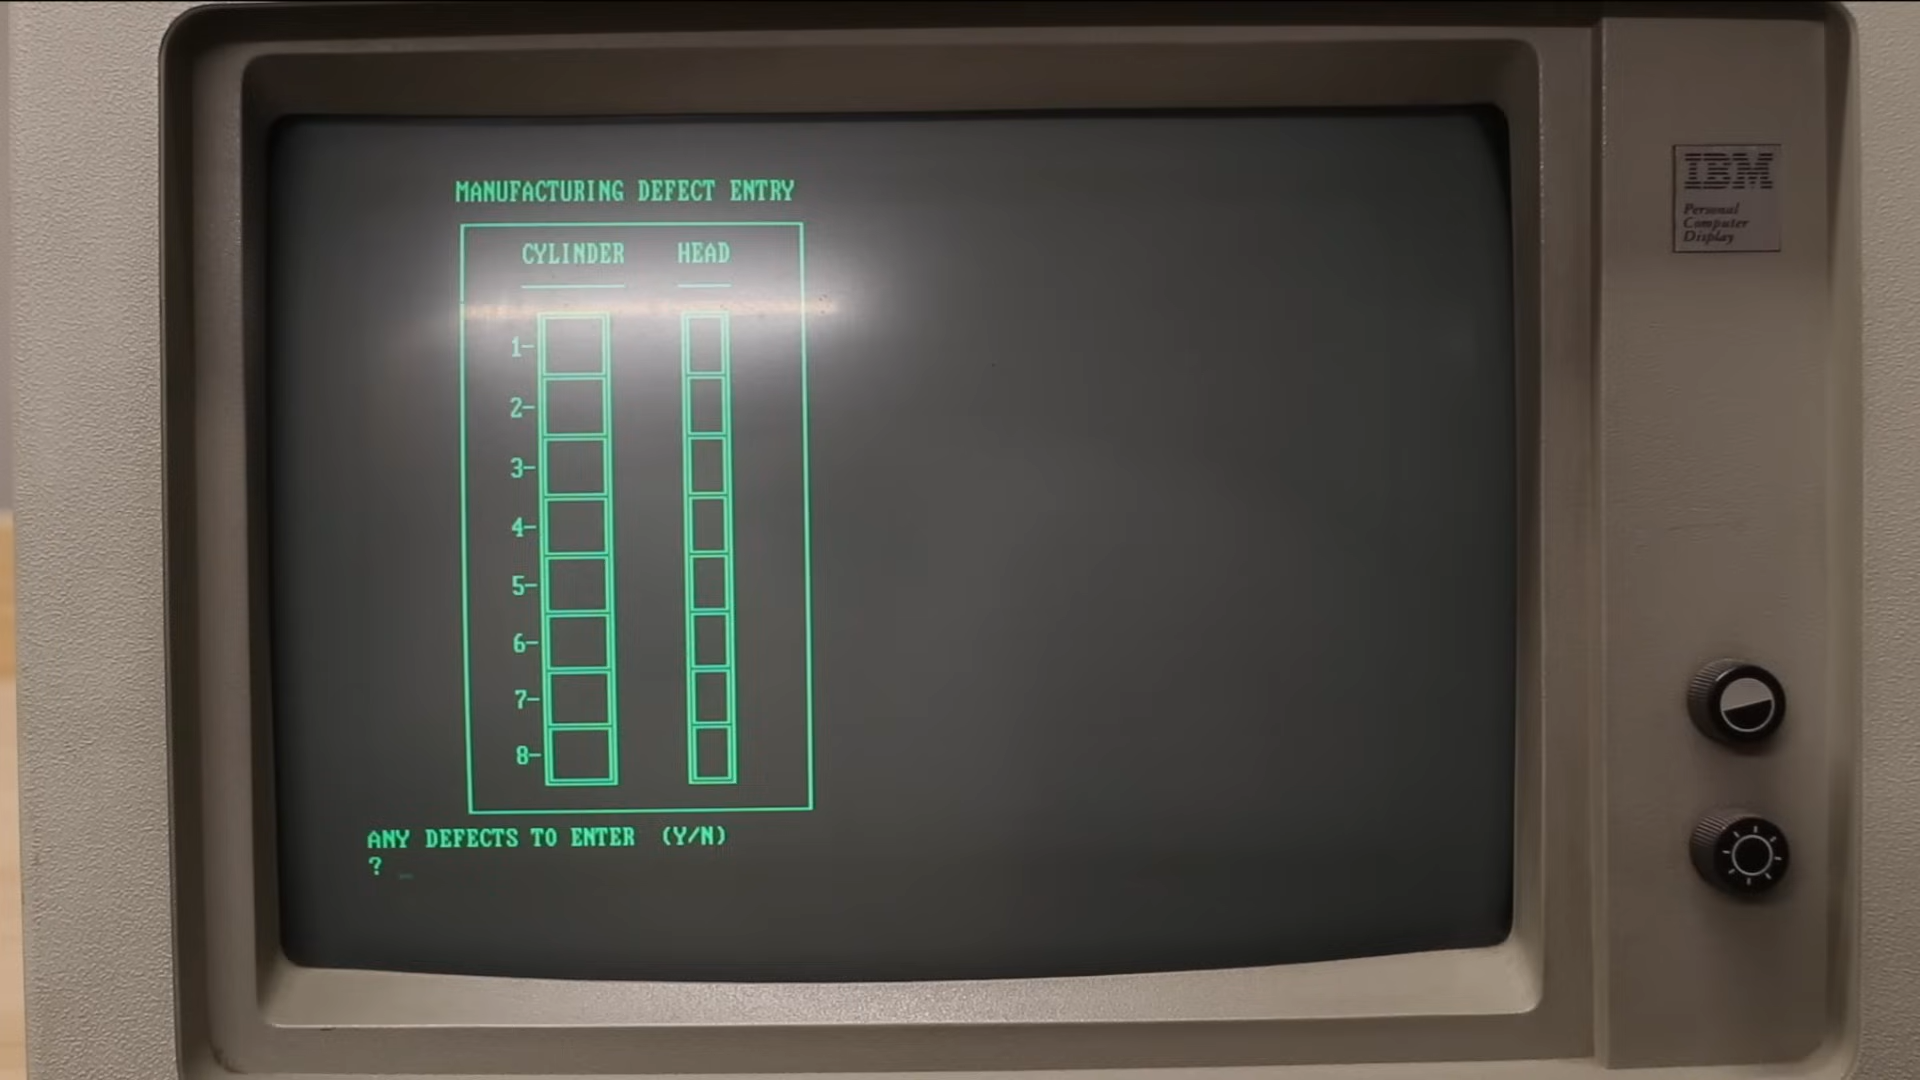 MANUFACTURING DEFECT ENTRY
CYLINDER HEAD
1-
2-
3-
4-
5-
6-
7-
8-
ANY DEFECTS TO ENTER (Y/N)
? _
IBM
Personal
Computer
Display